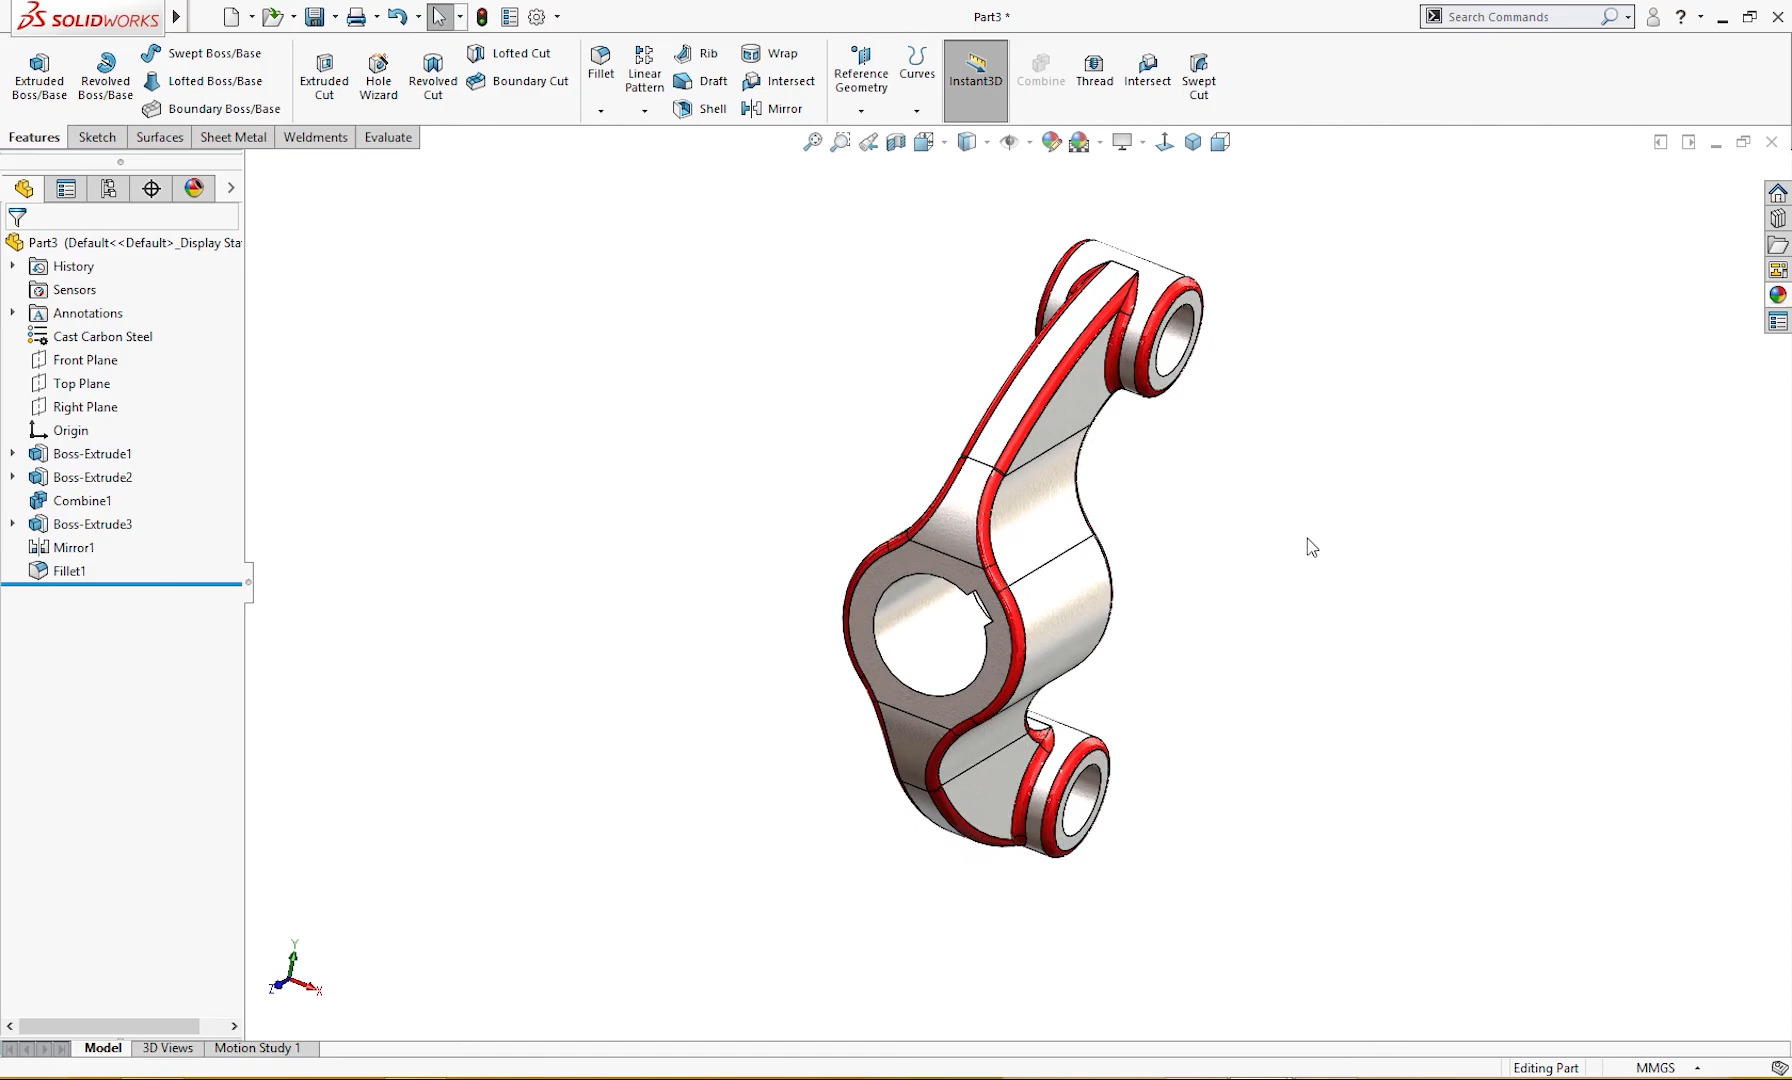 SOLIDWORKS
Part3 *
Search Commands
?
Extruded Boss/Base
Revolved Boss/Base
Swept Boss/Base
Lofted Boss/Base
Boundary Boss/Base
Extruded Cut
Hole Wizard
Revolved Cut
Lofted Cut
Boundary Cut
Fillet
Linear Pattern
Rib
Draft
Shell
Wrap
Intersect
Mirror
Reference Geometry
Curves
Instant3D
Combine
Thread
Intersect
Swept Cut
Features
Sketch
Surfaces
Sheet Metal
Weldments
Evaluate
Part3 (Default<<Default>_Display Sta
History
Sensors
Annotations
Cast Carbon Steel
Front Plane
Top Plane
Right Plane
Origin
Boss-Extrude1
Boss-Extrude2
Combine1
Boss-Extrude3
Mirror1
Fillet1
Y
Z
X
Model
3D Views
Motion Study 1
Editing Part
MMGS